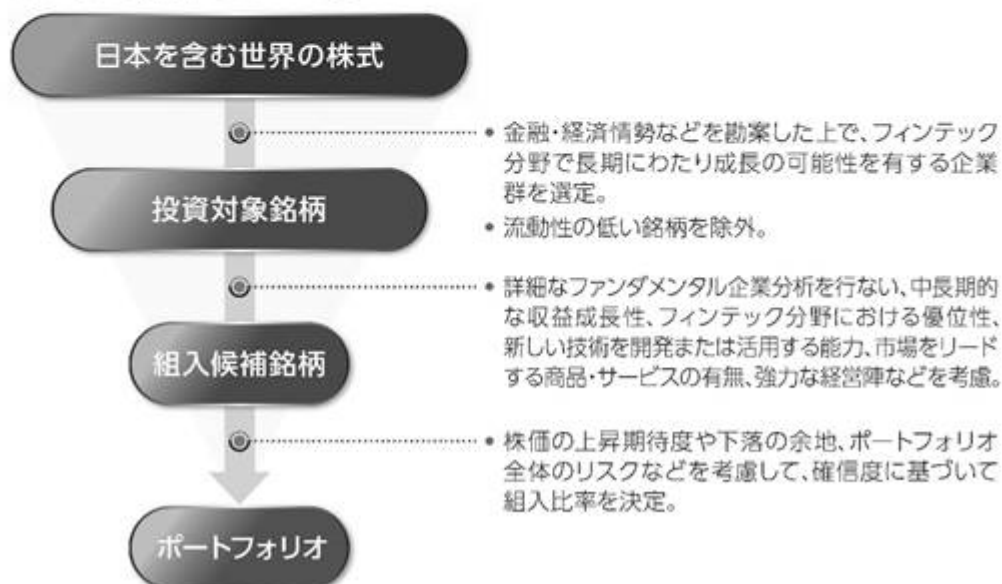 日本を含む世界の株式
• 金融・経済情勢などを勘案した上で、フィンテック
分野で長期にわたり成長の可能性を有する企業
群を選定。
• 流動性の低い銘柄を除外。
投資対象銘柄
• 詳細なファンダメンタル企業分析を行ない、中長期的
な収益成長性、フィンテック分野における優位性、
新しい技術を開発または活用する能力、市場をリード
する商品・サービスの有無、強力な経営陣などを考慮。
組入候補銘柄
• 株価の上昇期待度や下落の余地、ポートフォリオ
全体のリスクなどを考慮して、確信度に基づいて
組入比率を決定。
ポートフォリオ